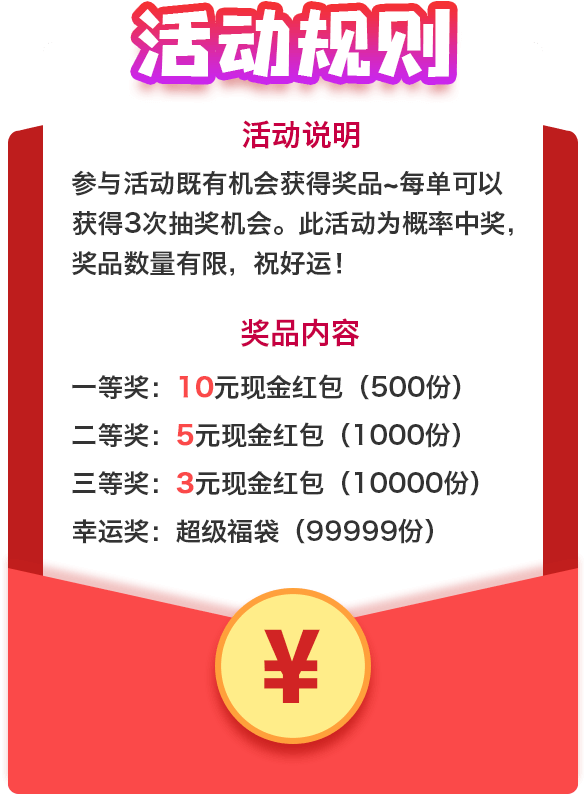 活动规则
活动说明
参与活动既有机会获得奖品~每单可以
获得3次抽奖机会。此活动为概率中奖，
奖品数量有限，祝好运！
奖品内容
一等奖：10元现金红包（500份）
二等奖：5元现金红包（1000份）
三等奖：3元现金红包（10000份）
幸运奖：超级福袋（99999份）
¥